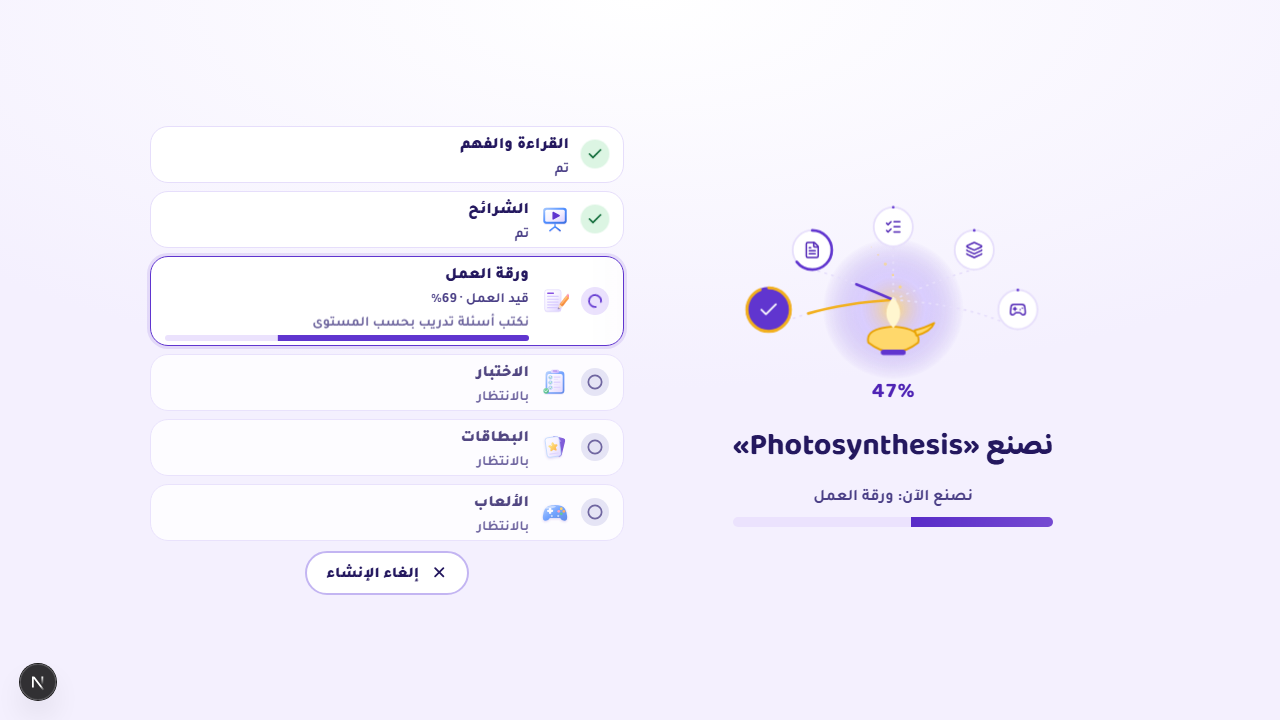 47%
نصنع «Photosynthesis»
نصنع الآن: ورقة العمل
القراءة والفهم
تم
الشرائح
تم
ورقة العمل
قيد العمل · 69%
نكتب أسئلة تدريب بحسب المستوى
الاختبار
بالانتظار
البطاقات
بالانتظار
الألعاب
بالانتظار
إلغاء الإنشاء
N